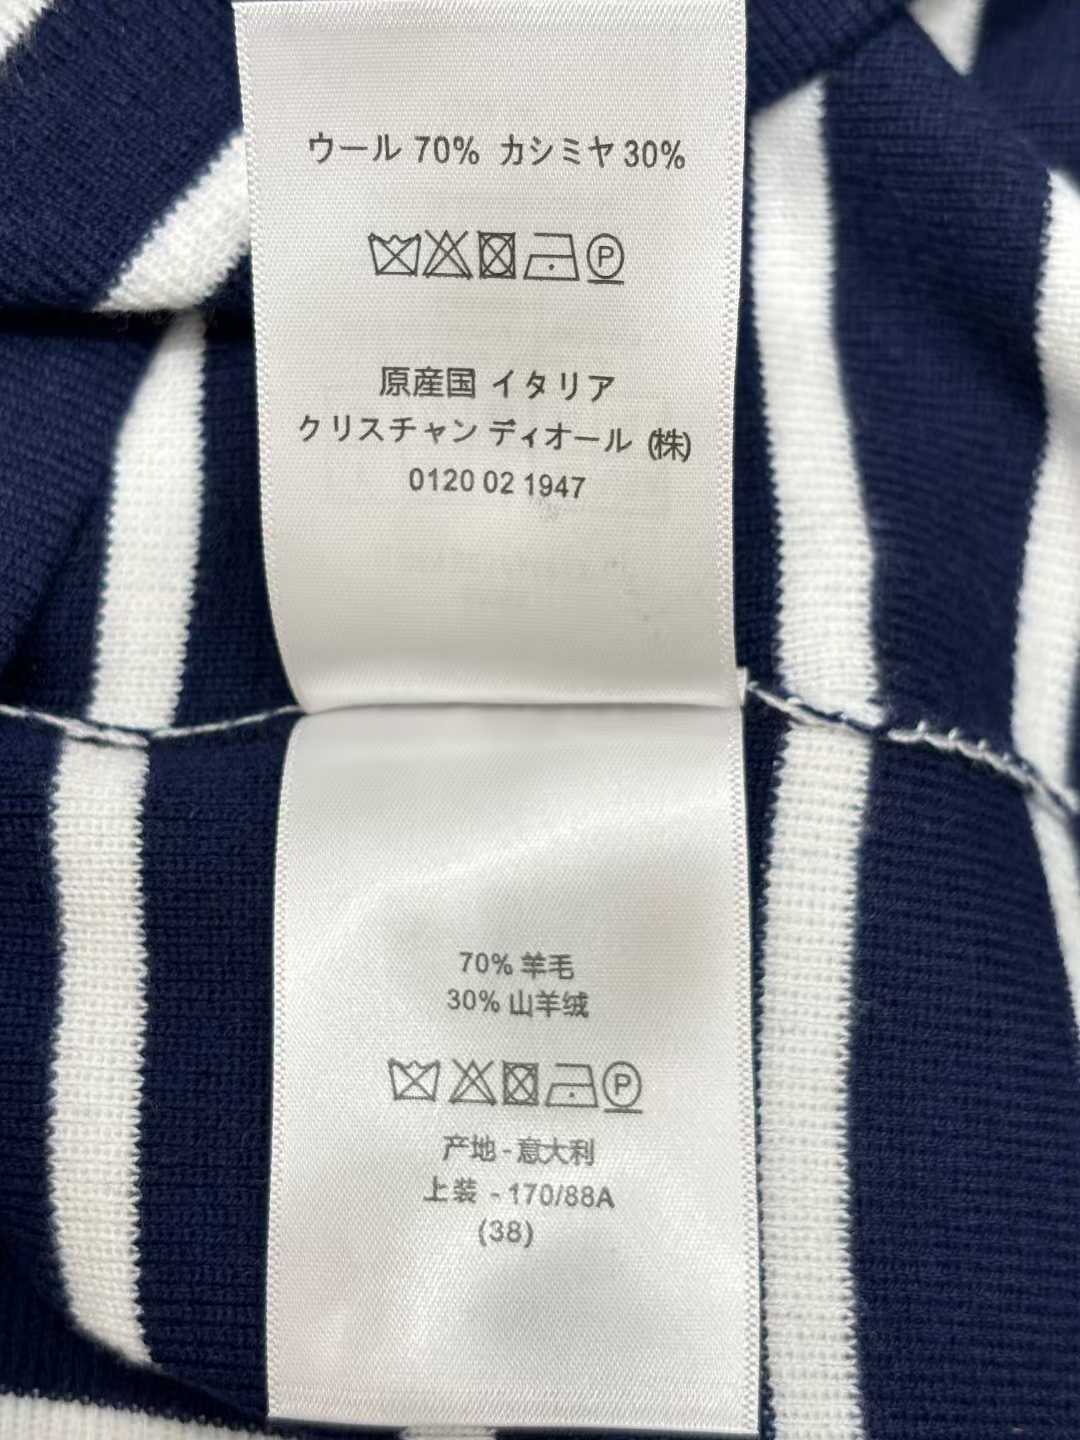 ウール 70% カシミヤ 30%
P
原産国 イタリア
クリスチャン ディオール (株)
0120 02 1947
70% 羊毛
30% 山羊绒
P
产地 - 意大利
上装 - 170/88A
(38)